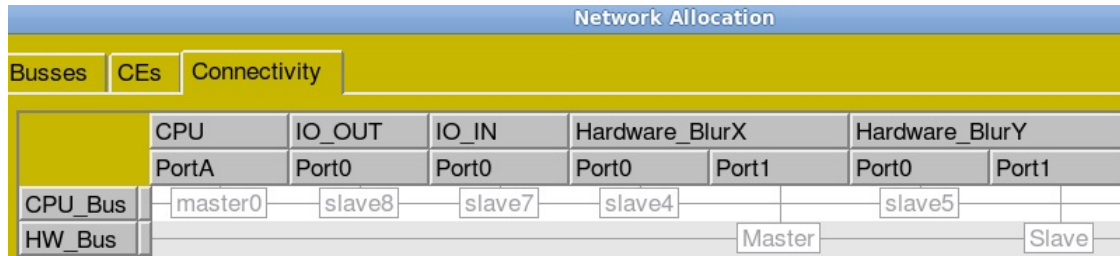 Network Allocation
Busses CEs Connectivity
CPU IO_OUT IO_IN Hardware_BlurX Hardware_BlurY
PortA Port0 Port0 Port0 Port1 Port0 Port1
CPU_Bus master0 slave8 slave7 slave4 slave5
HW_Bus Master Slave